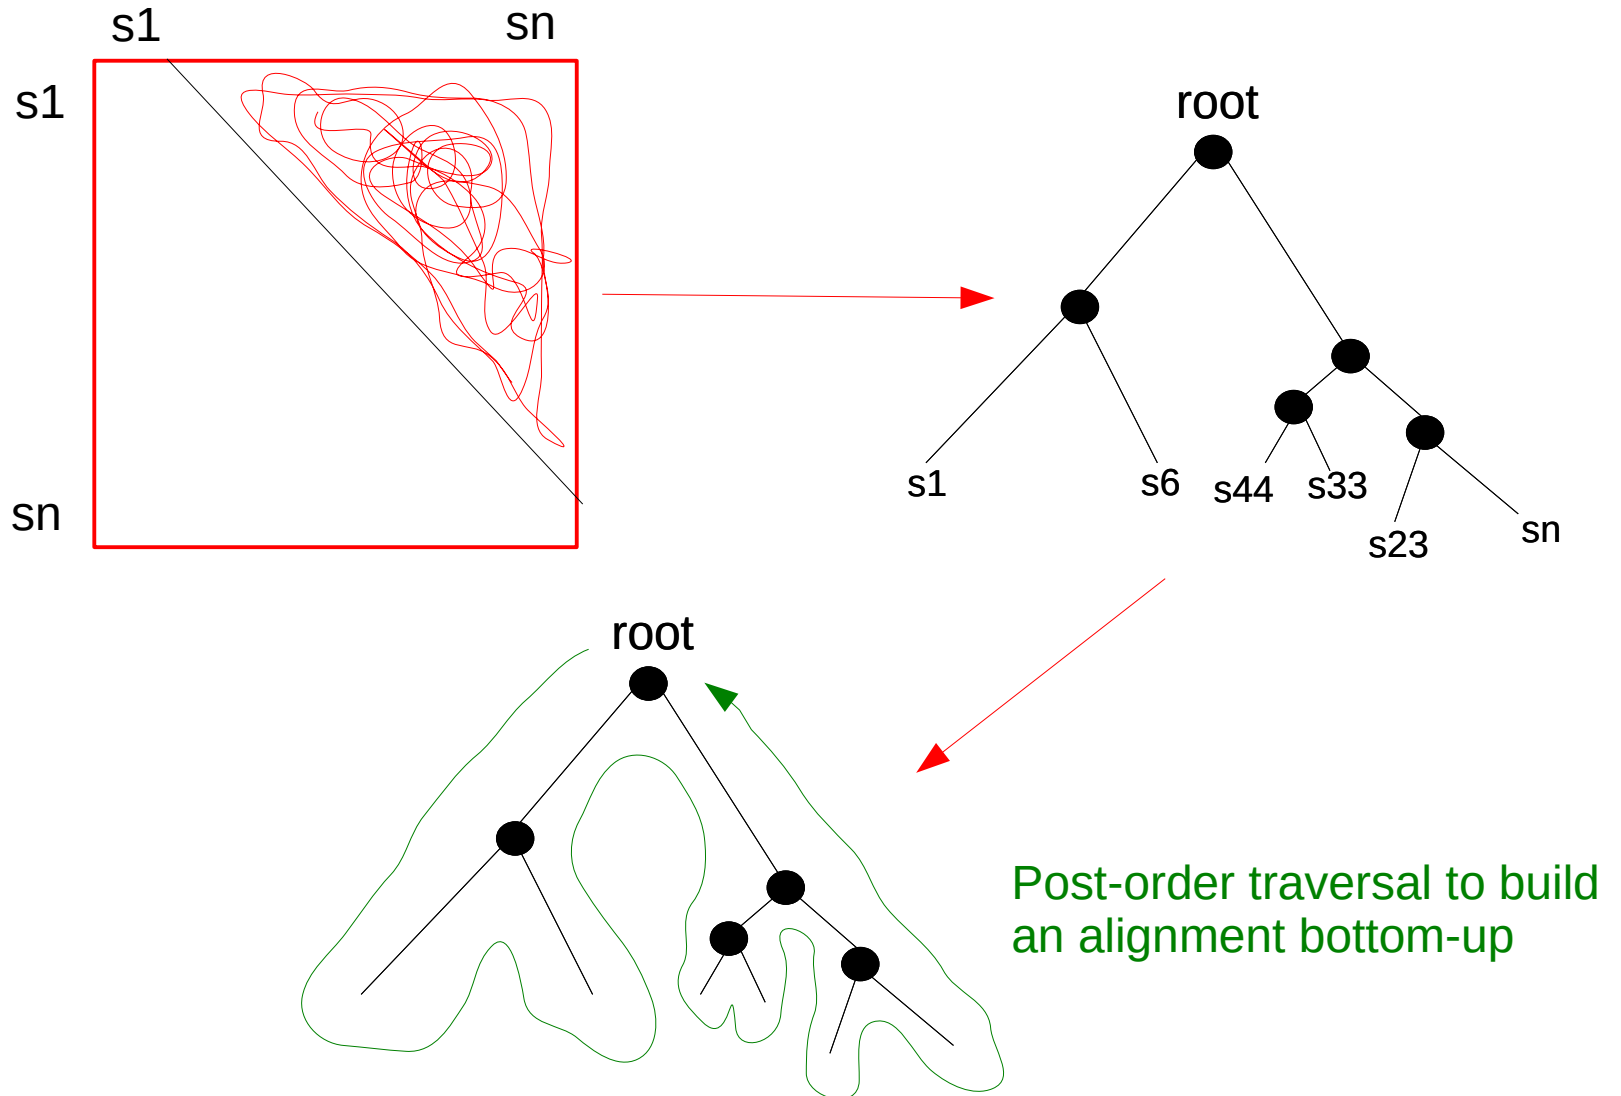 s1
sn
s1
sn
root
s1
s6
s44
s33
s23
sn
root
Post-order traversal to build
an alignment bottom-up